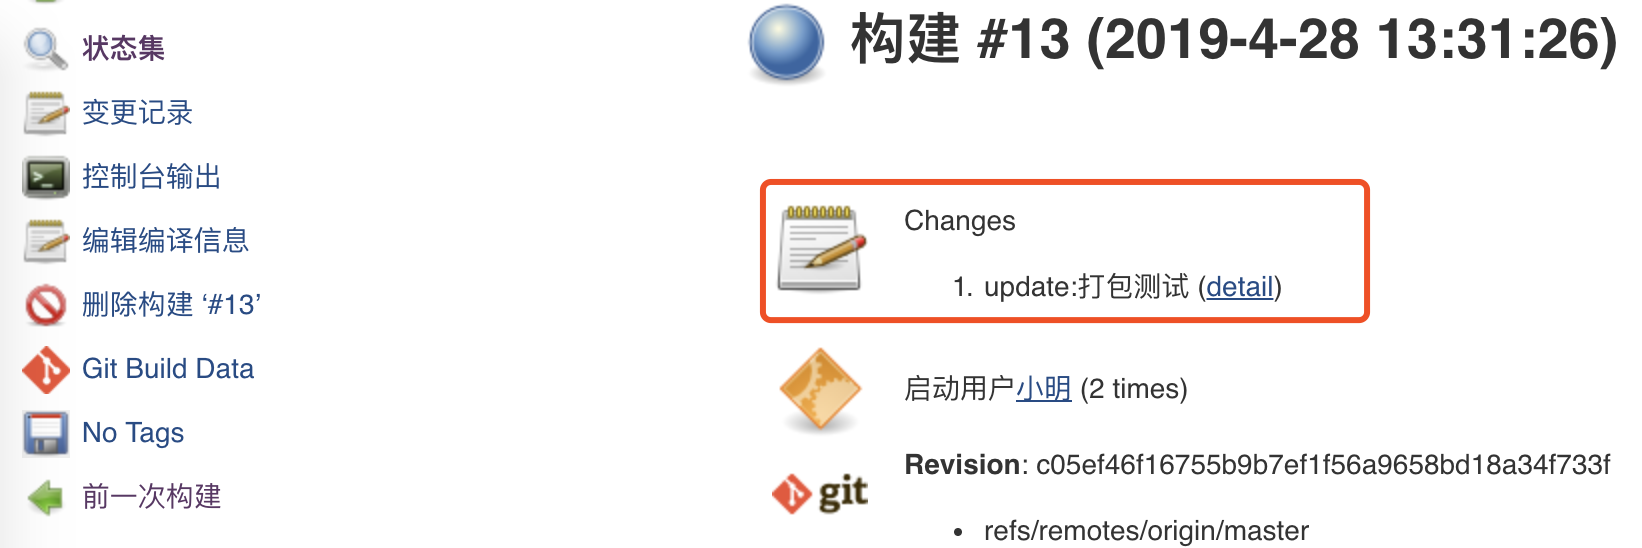 状态集
变更记录
控制台输出
编辑编译信息
删除构建 ‘#13’
Git Build Data
No Tags
前一次构建
构建 #13 (2019-4-28 13:31:26)
Changes
1. update:打包测试 (detail)
启动用户小明 (2 times)
Revision: c05ef46f16755b9b7ef1f56a9658bd18a34f733f
git
• refs/remotes/origin/master